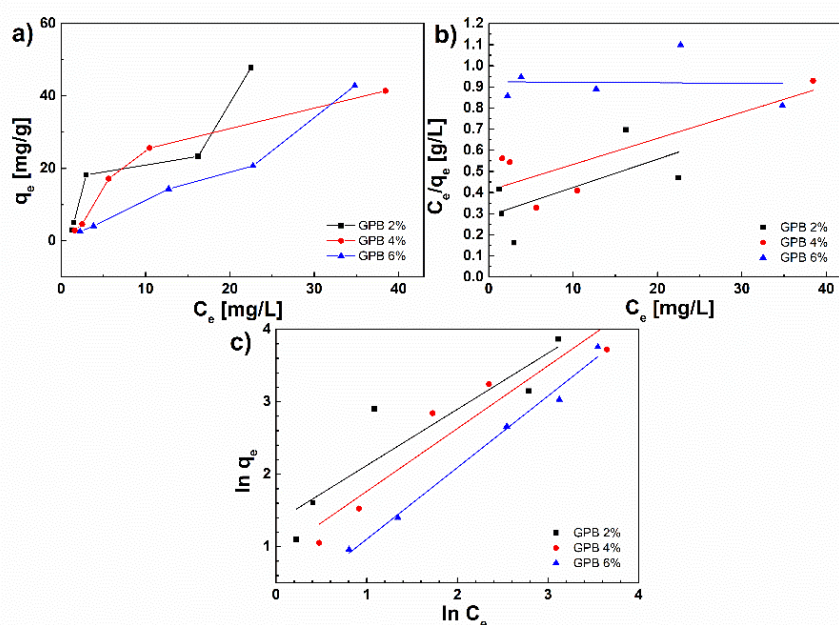 a)
q_e [mg/g]
60
40
20
0
GPB 2%
GPB 4%
GPB 6%
0 10 20 30 40
C_e [mg/L]
b)
C_e/q_e [g/L]
1.2
1.1
1.0
0.9
0.8
0.7
0.6
0.5
0.4
0.3
0.2
0.1
0.0
GPB 2%
GPB 4%
GPB 6%
0 10 20 30 40
C_e [mg/L]
c)
ln q_e
4
3
2
1
GPB 2%
GPB 4%
GPB 6%
0 1 2 3 4
ln C_e